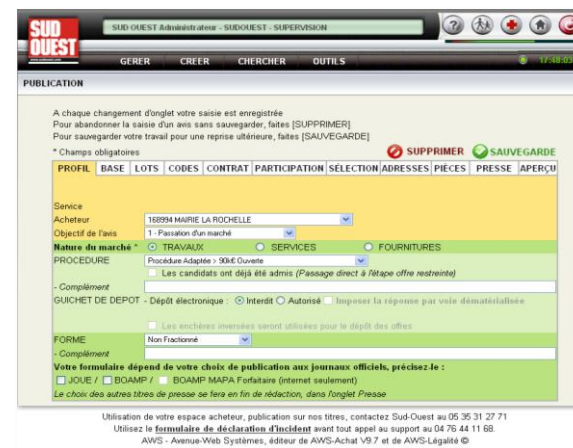 SUD OUEST
SUD OUEST Administrateur - SUDOUEST - SUPERVISION
GERER CREER CHERCHER OUTILS 17:48:03
PUBLICATION
A chaque changement d'onglet votre saisie est enregistrée
Pour abandonner la saisie d'un avis sans sauvegarder, faites [SUPPRIMER]
Pour sauvegarder votre travail pour une reprise ultérieure, faites [SAUVEGARDE]
* Champs obligatoires SUPPRIMER SAUVEGARDE
PROFIL BASE LOTS CODES CONTRAT PARTICIPATION SÉLECTION ADRESSES PIÈCES PRESSE APERÇU
Service
Acheteur 168994 MAIRIE LA ROCHELLE
Objectif de l'avis 1 - Passation d'un marché
Nature du marché * TRAVAUX SERVICES FOURNITURES
PROCEDURE Procédure Adaptée > 90k€ Ouverte
Les candidats ont déjà été admis (Passage direct à l'étape offre restreinte)
- Complément
GUICHET DE DEPOT - Dépôt électronique : Interdit Autorisé Imposer la réponse par voie dématérialisée
Les enchères inversées seront utilisées pour le dépôt des offres
FORME Non Fractionné
- Complément
Votre formulaire dépend de votre choix de publication aux journaux officiels, précisez-le :
JOUE / BOAMP / BOAMP MAPA Forfaitaire (internet seulement)
Le choix des autres titres de presse se fera en fin de rédaction, dans l'onglet Presse
Utilisation de votre espace acheteur, publication sur nos titres, contactez Sud-Ouest au 05 35 31 27 71
Utilisez le formulaire de déclaration d'incident avant tout appel au support au 04 76 44 11 68.
AWS - Avenue-Web Systèmes, éditeur de AWS-Achat V9.7 et de AWS-Légalité ©